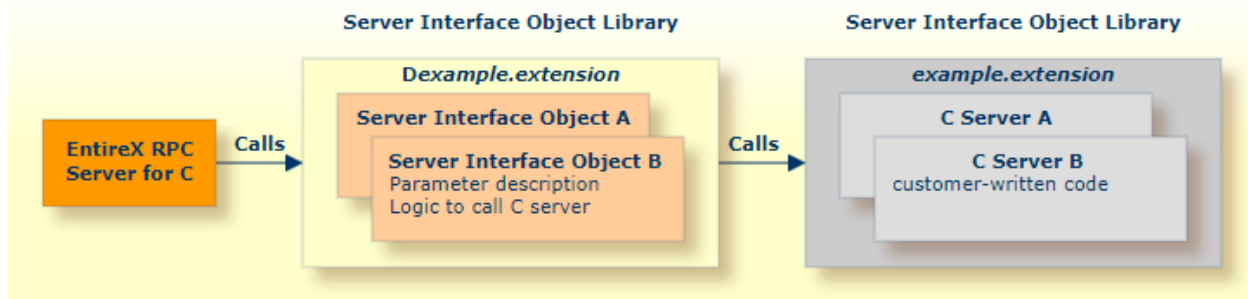 Server Interface Object Library
Server Interface Object Library
Dexample.extension
example.extension
Server Interface Object A
C Server A
EntireX RPC
Server for C
Calls
Server Interface Object B
Parameter description
Logic to call C server
Calls
C Server B
customer-written code